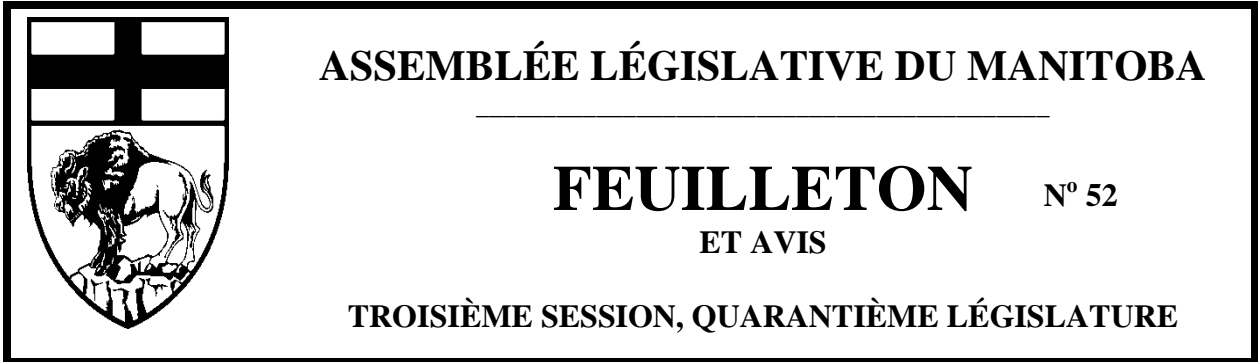 ASSEMBLÉE LÉGISLATIVE DU MANITOBA
FEUILLETON Nº 52
ET AVIS
TROISIÈME SESSION, QUARANTIÈME LÉGISLATURE